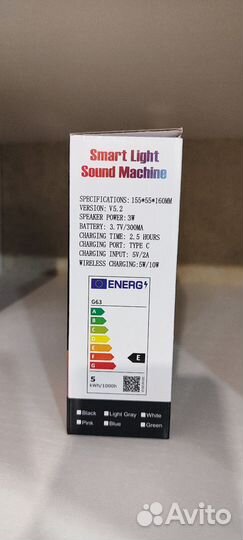 Smart Light
Sound Machine
SPECIFICATIONS:155*55*160MM
VERSION: V5.2
SPEAKER POWER:3W
BATTERY: 3.7V/300MA
CHARGING TIME: 2.5 HOURS
CHARGING PORT: TYPE C
CHARGING INPUT: 5V/2A
WIRELESS CHARGING:5W/10W
ENERG
G63
A
B
C
D
E
F
G
E
5
kWh/1000h
Black Light Gray White
Pink Blue Green
Avito